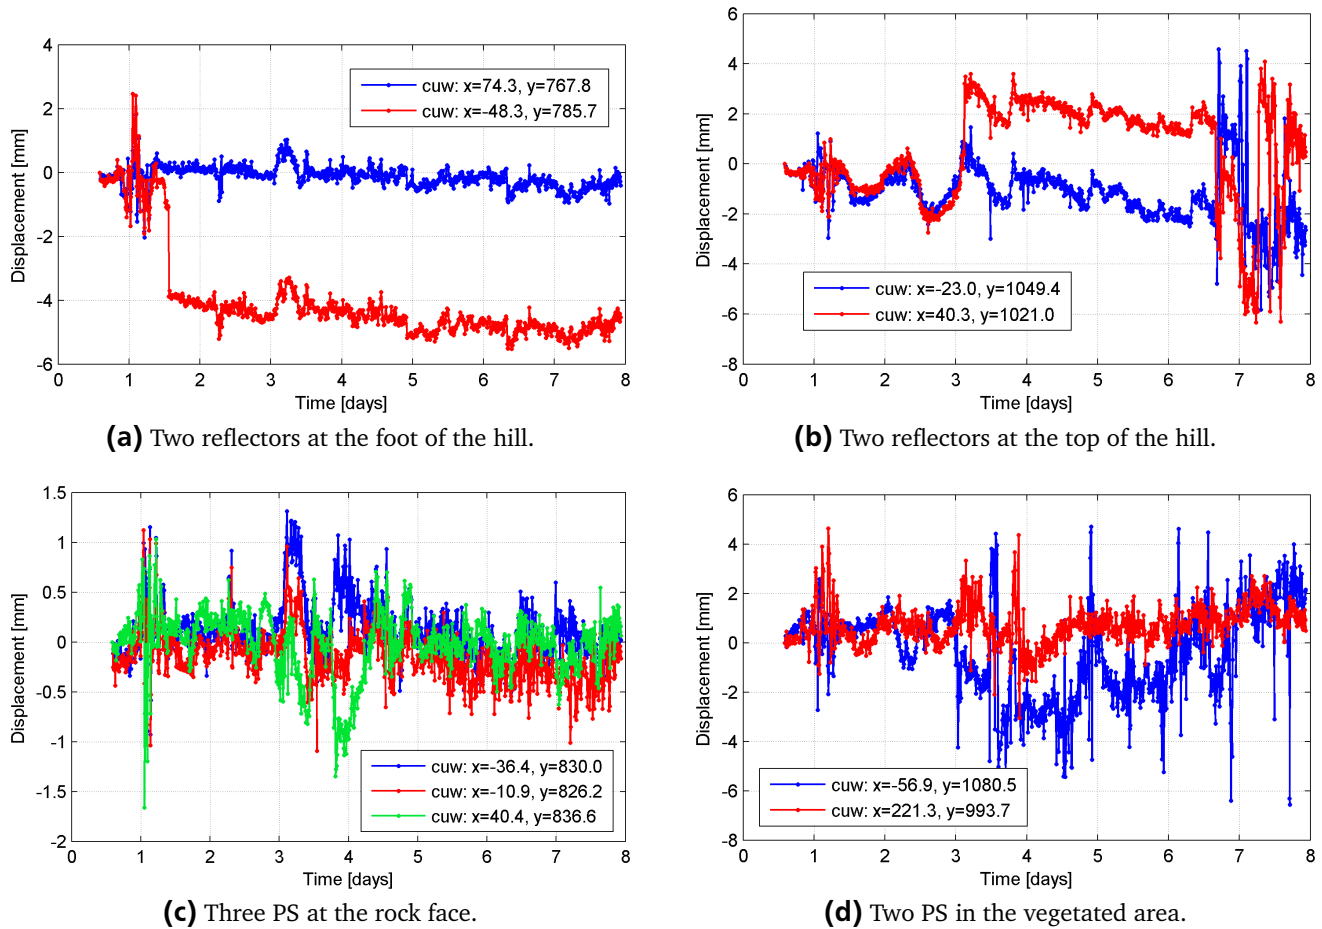 4
2
0
-2
-4
-6
0 1 2 3 4 5 6 7 8
Displacement [mm]
Time [days]
cuw: x=74.3, y=767.8
cuw: x=-48.3, y=785.7
(a) Two reflectors at the foot of the hill.
6
4
2
0
-2
-4
-6
-8
0 1 2 3 4 5 6 7 8
Displacement [mm]
Time [days]
cuw: x=-23.0, y=1049.4
cuw: x=40.3, y=1021.0
(b) Two reflectors at the top of the hill.
1.5
1
0.5
0
-0.5
-1
-1.5
-2
0 1 2 3 4 5 6 7 8
Displacement [mm]
Time [days]
cuw: x=-36.4, y=830.0
cuw: x=-10.9, y=826.2
cuw: x=40.4, y=836.6
(c) Three PS at the rock face.
6
4
2
0
-2
-4
-6
-8
0 1 2 3 4 5 6 7 8
Displacement [mm]
Time [days]
cuw: x=-56.9, y=1080.5
cuw: x=221.3, y=993.7
(d) Two PS in the vegetated area.